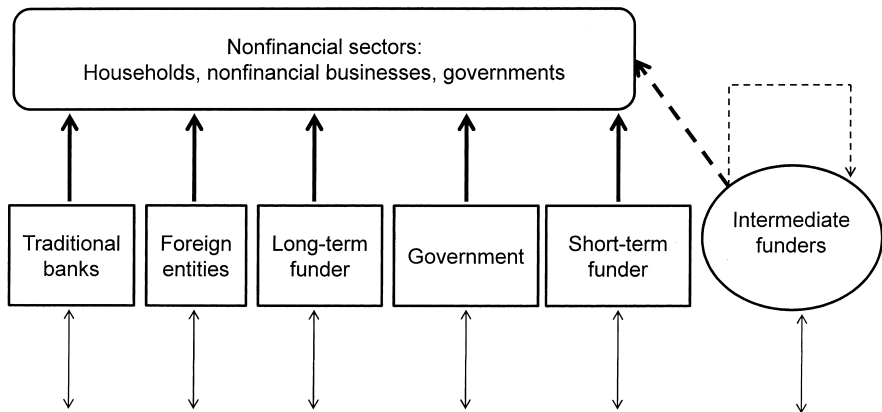 Nonfinancial sectors:
Households, nonfinancial businesses, governments
Traditional
banks
Foreign
entities
Long-term
funder
Government
Short-term
funder
Intermediate
funders